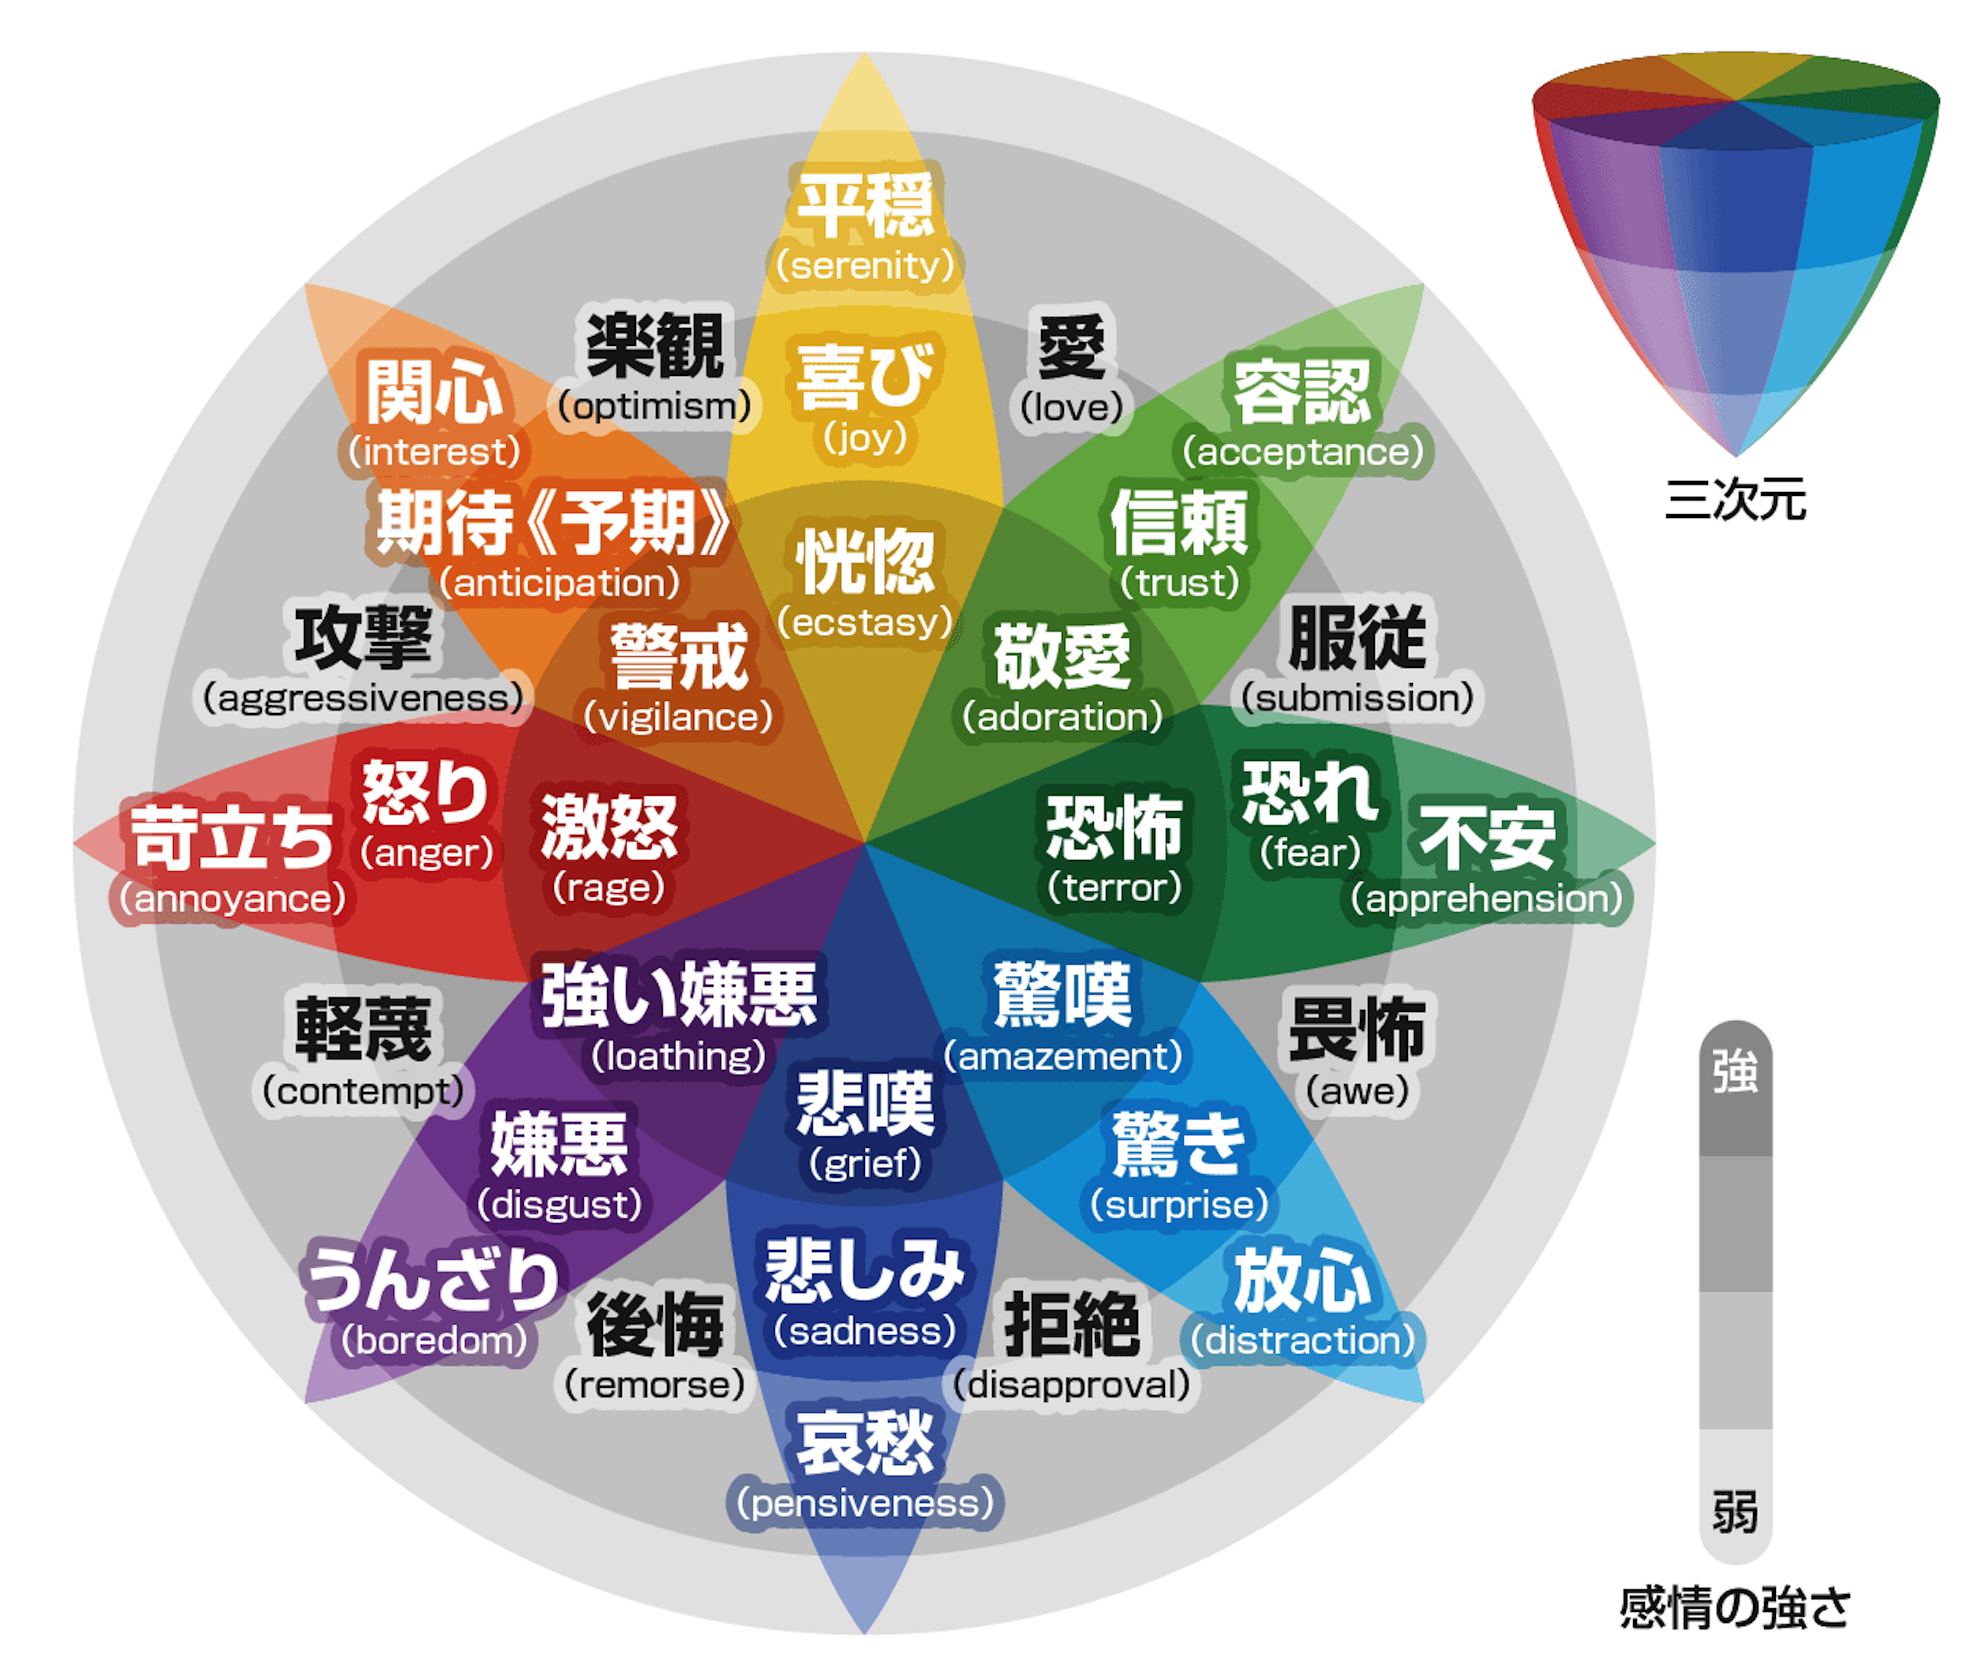 平穏
(serenity)
楽観
(optimism)
喜び
(joy)
愛
(love)
関心
(interest)
容認
(acceptance)
期待《予期》
(anticipation)
恍惚
(ecstasy)
信頼
(trust)
攻撃
(aggressiveness)
警戒
(vigilance)
敬愛
(adoration)
服従
(submission)
苛立ち
(annoyance)
怒り
(anger)
激怒
(rage)
恐怖
(terror)
恐れ
(fear)
不安
(apprehension)
軽蔑
(contempt)
強い嫌悪
(loathing)
驚嘆
(amazement)
畏怖
(awe)
悲嘆
(grief)
嫌悪
(disgust)
驚き
(surprise)
うんざり
(boredom)
後悔
(remorse)
悲しみ
(sadness)
拒絶
(disapproval)
放心
(distraction)
哀愁
(pensiveness)
三次元
強
弱
感情の強さ